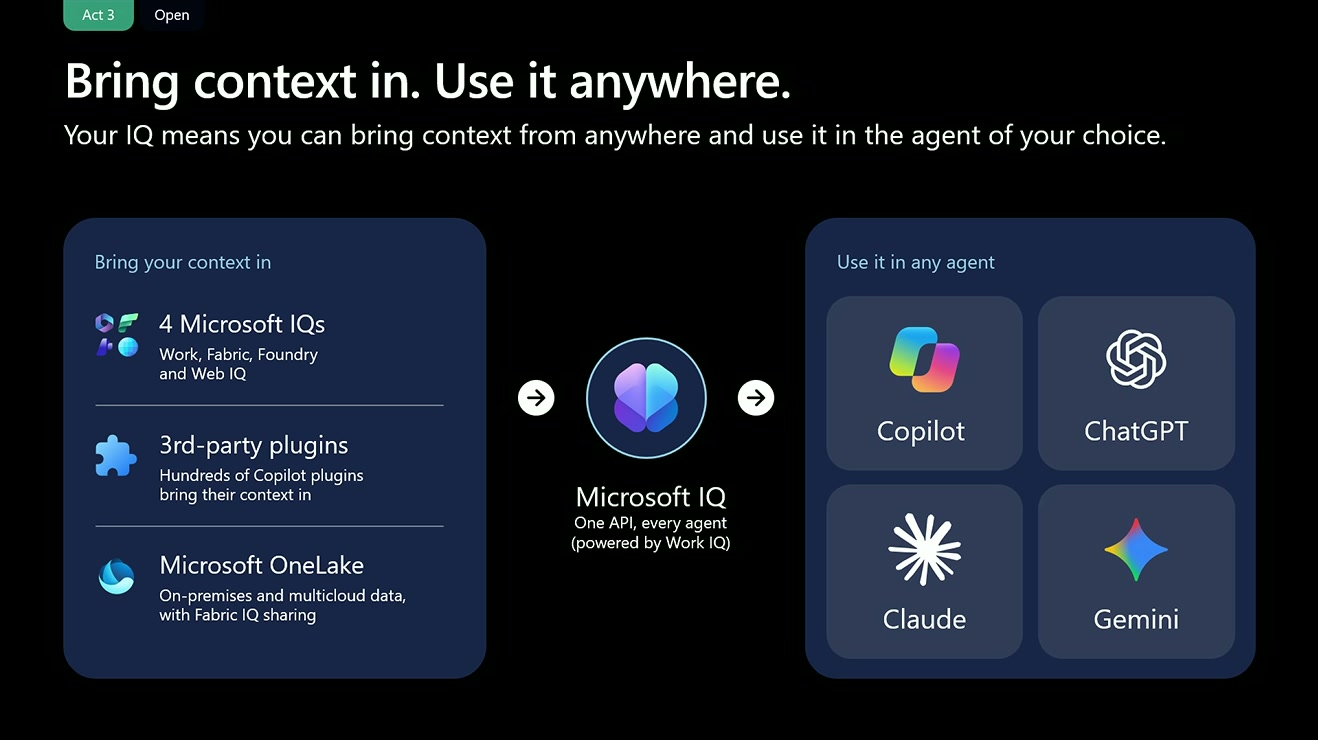 Act 3
Open
Bring context in. Use it anywhere.
Your IQ means you can bring context from anywhere and use it in the agent of your choice.
Bring your context in
4 Microsoft IQs
Work, Fabric, Foundry
and Web IQ
3rd-party plugins
Hundreds of Copilot plugins
bring their context in
Microsoft OneLake
On-premises and multicloud data,
with Fabric IQ sharing
Microsoft IQ
One API, every agent
(powered by Work IQ)
Use it in any agent
Copilot
ChatGPT
Claude
Gemini